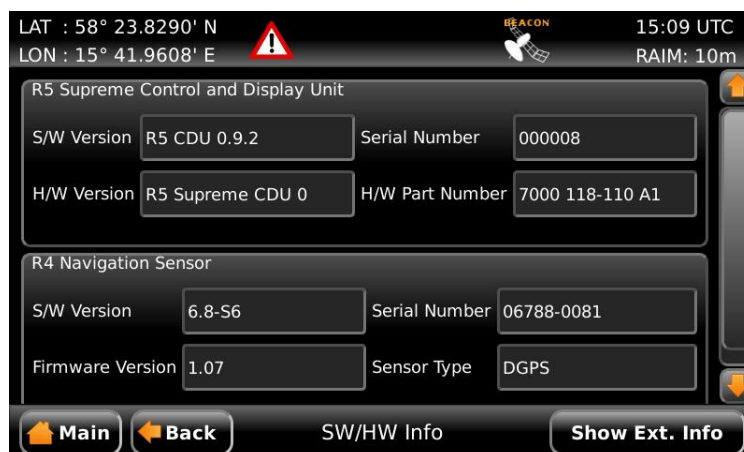 LAT : 58° 23.8290' N BEACON 15:09 UTC
LON : 15° 41.9608' E RAIM: 10m
R5 Supreme Control and Display Unit
S/W Version R5 CDU 0.9.2 Serial Number 000008
H/W Version R5 Supreme CDU 0 H/W Part Number 7000 118-110 A1
R4 Navigation Sensor
S/W Version 6.8-S6 Serial Number 06788-0081
Firmware Version 1.07 Sensor Type DGPS
Main Back SW/HW Info Show Ext. Info